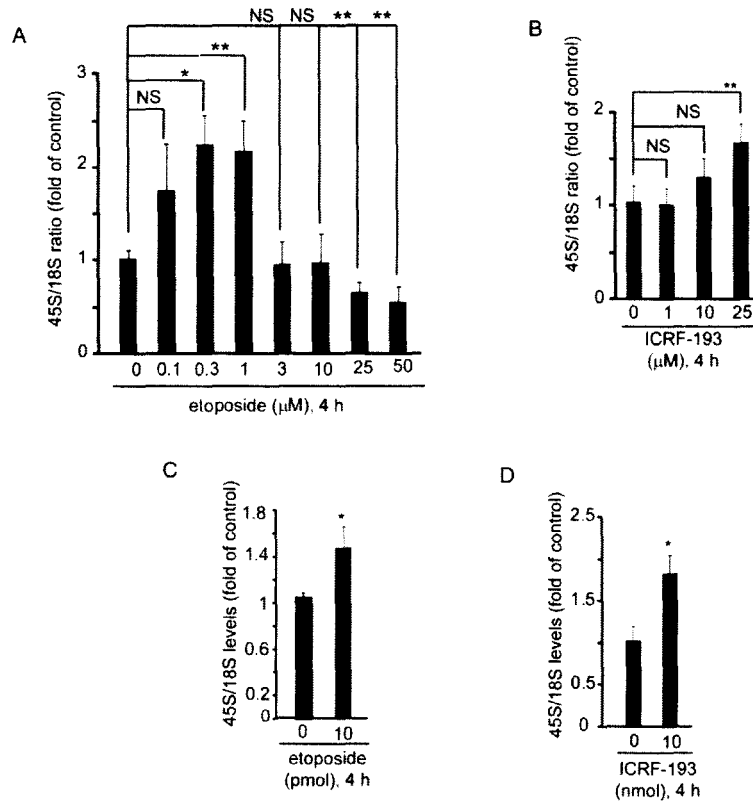 A
NS NS ** **
**
*
NS
3
2
1
0
45S/18S ratio (fold of control)
0 0.1 0.3 1 3 10 25 50
etoposide (μM), 4 h
B
**
NS
NS
2
1
0
45S/18S ratio (fold of control)
0 1 10 25
ICRF-193
(μM), 4 h
C
*
1.8
1.4
1
0.6
0.2
0
45S/18S levels (fold of control)
0 10
etoposide
(pmol), 4 h
D
*
2.5
1.5
1.0
0.5
0
45S/18S levels (fold of control)
0 10
ICRF-193
(nmol), 4 h